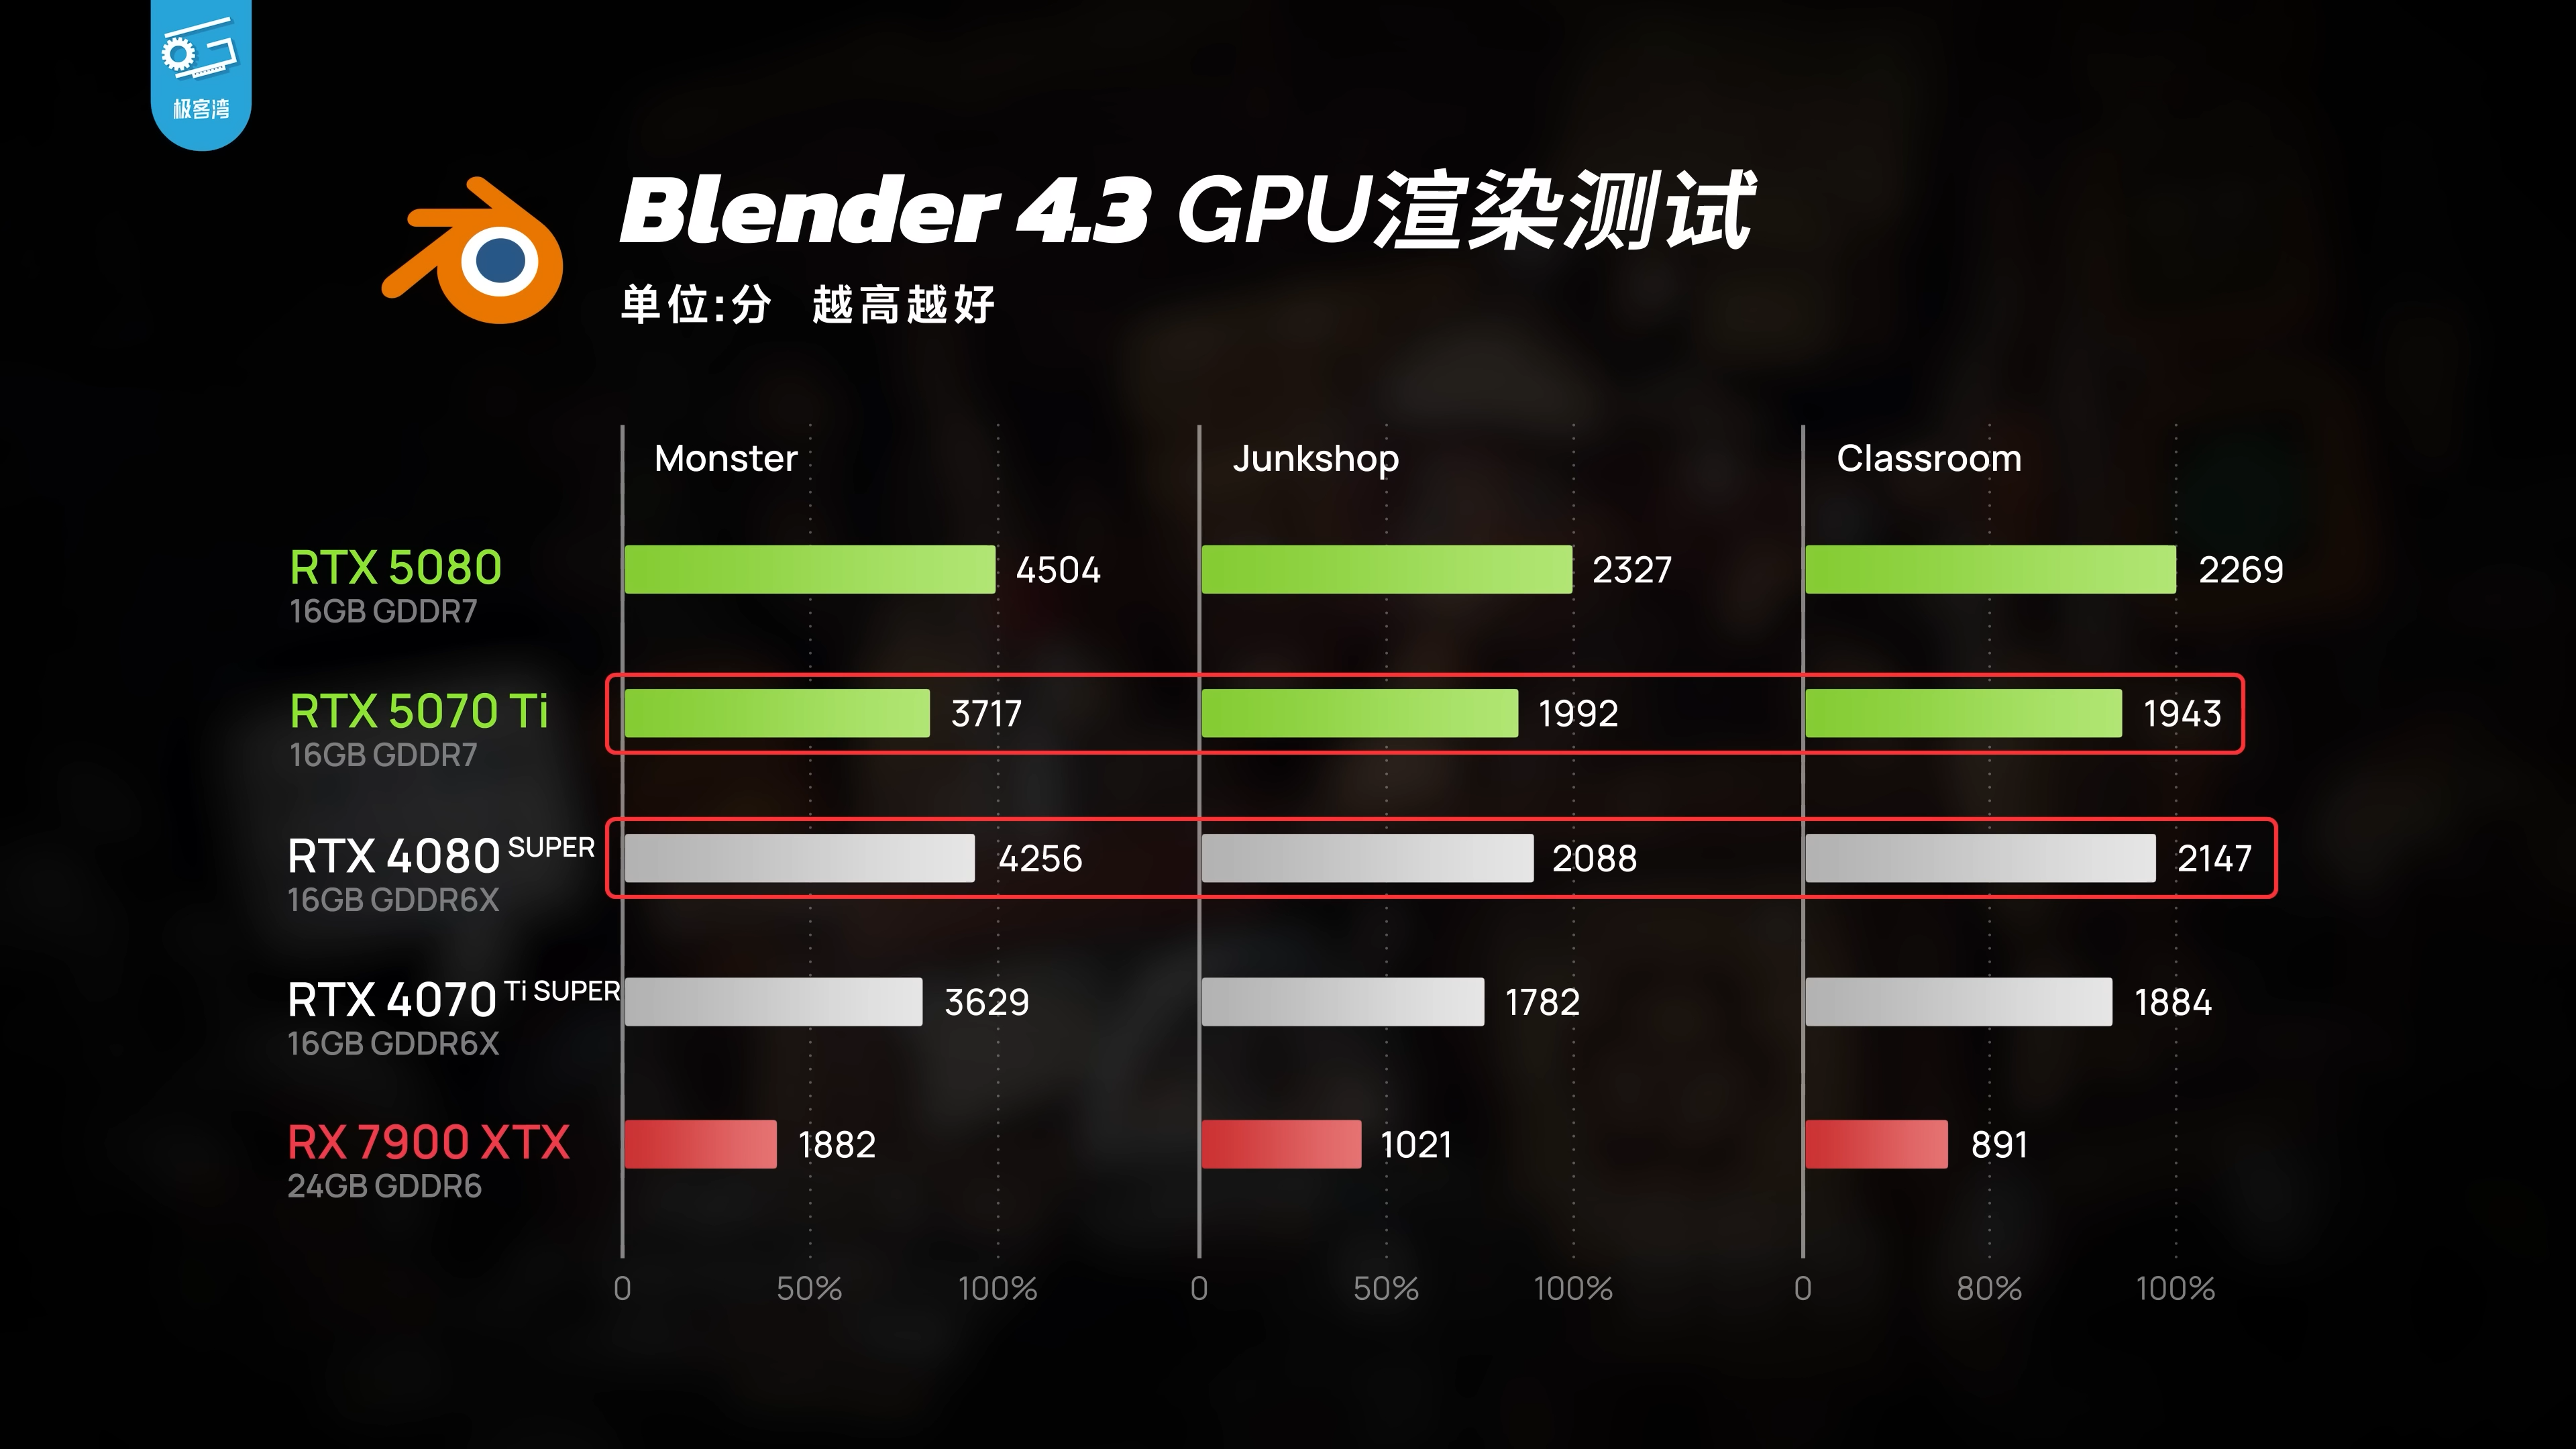 极客湾
Blender 4.3 GPU渲染测试
单位:分 越高越好
Monster Junkshop Classroom
RTX 5080 4504 2327 2269
16GB GDDR7
RTX 5070 Ti 3717 1992 1943
16GB GDDR7
RTX 4080 SUPER 4256 2088 2147
16GB GDDR6X
RTX 4070 Ti SUPER 3629 1782 1884
16GB GDDR6X
RX 7900 XTX 1882 1021 891
24GB GDDR6
0 50% 100% 0 50% 100% 0 80% 100%